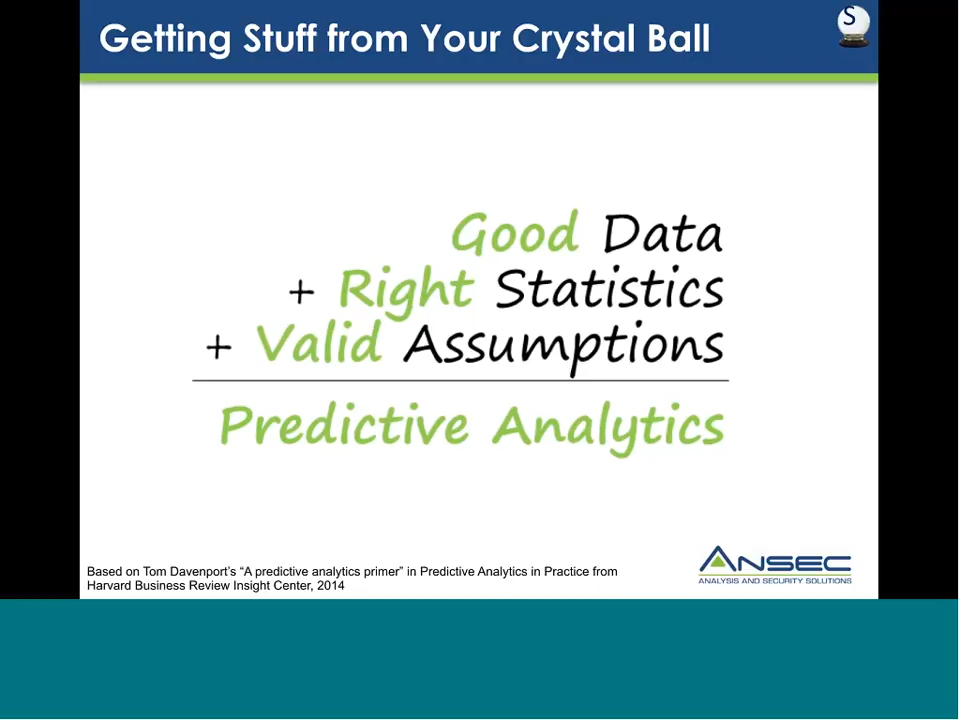 Getting Stuff from Your Crystal Ball
S
Good Data
+ Right Statistics
+ Valid Assumptions
Predictive Analytics
Based on Tom Davenport's “A predictive analytics primer” in Predictive Analytics in Practice from
Harvard Business Review Insight Center, 2014
ANSEC
ANALYSIS AND SECURITY SOLUTIONS